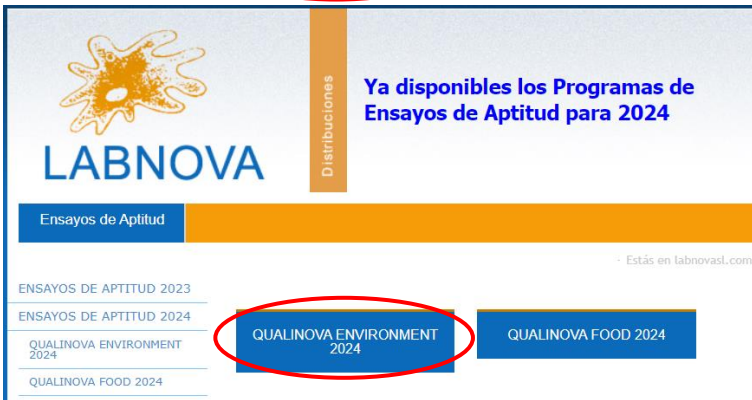 Distribuciones
Ya disponibles los Programas de
Ensayos de Aptitud para 2024
LABNOVA
Ensayos de Aptitud
- Estás en labnovasl.com
ENSAYOS DE APTITUD 2023
ENSAYOS DE APTITUD 2024
QUALINOVA ENVIRONMENT
2024
QUALINOVA FOOD 2024
QUALINOVA ENVIRONMENT
2024
QUALINOVA FOOD 2024